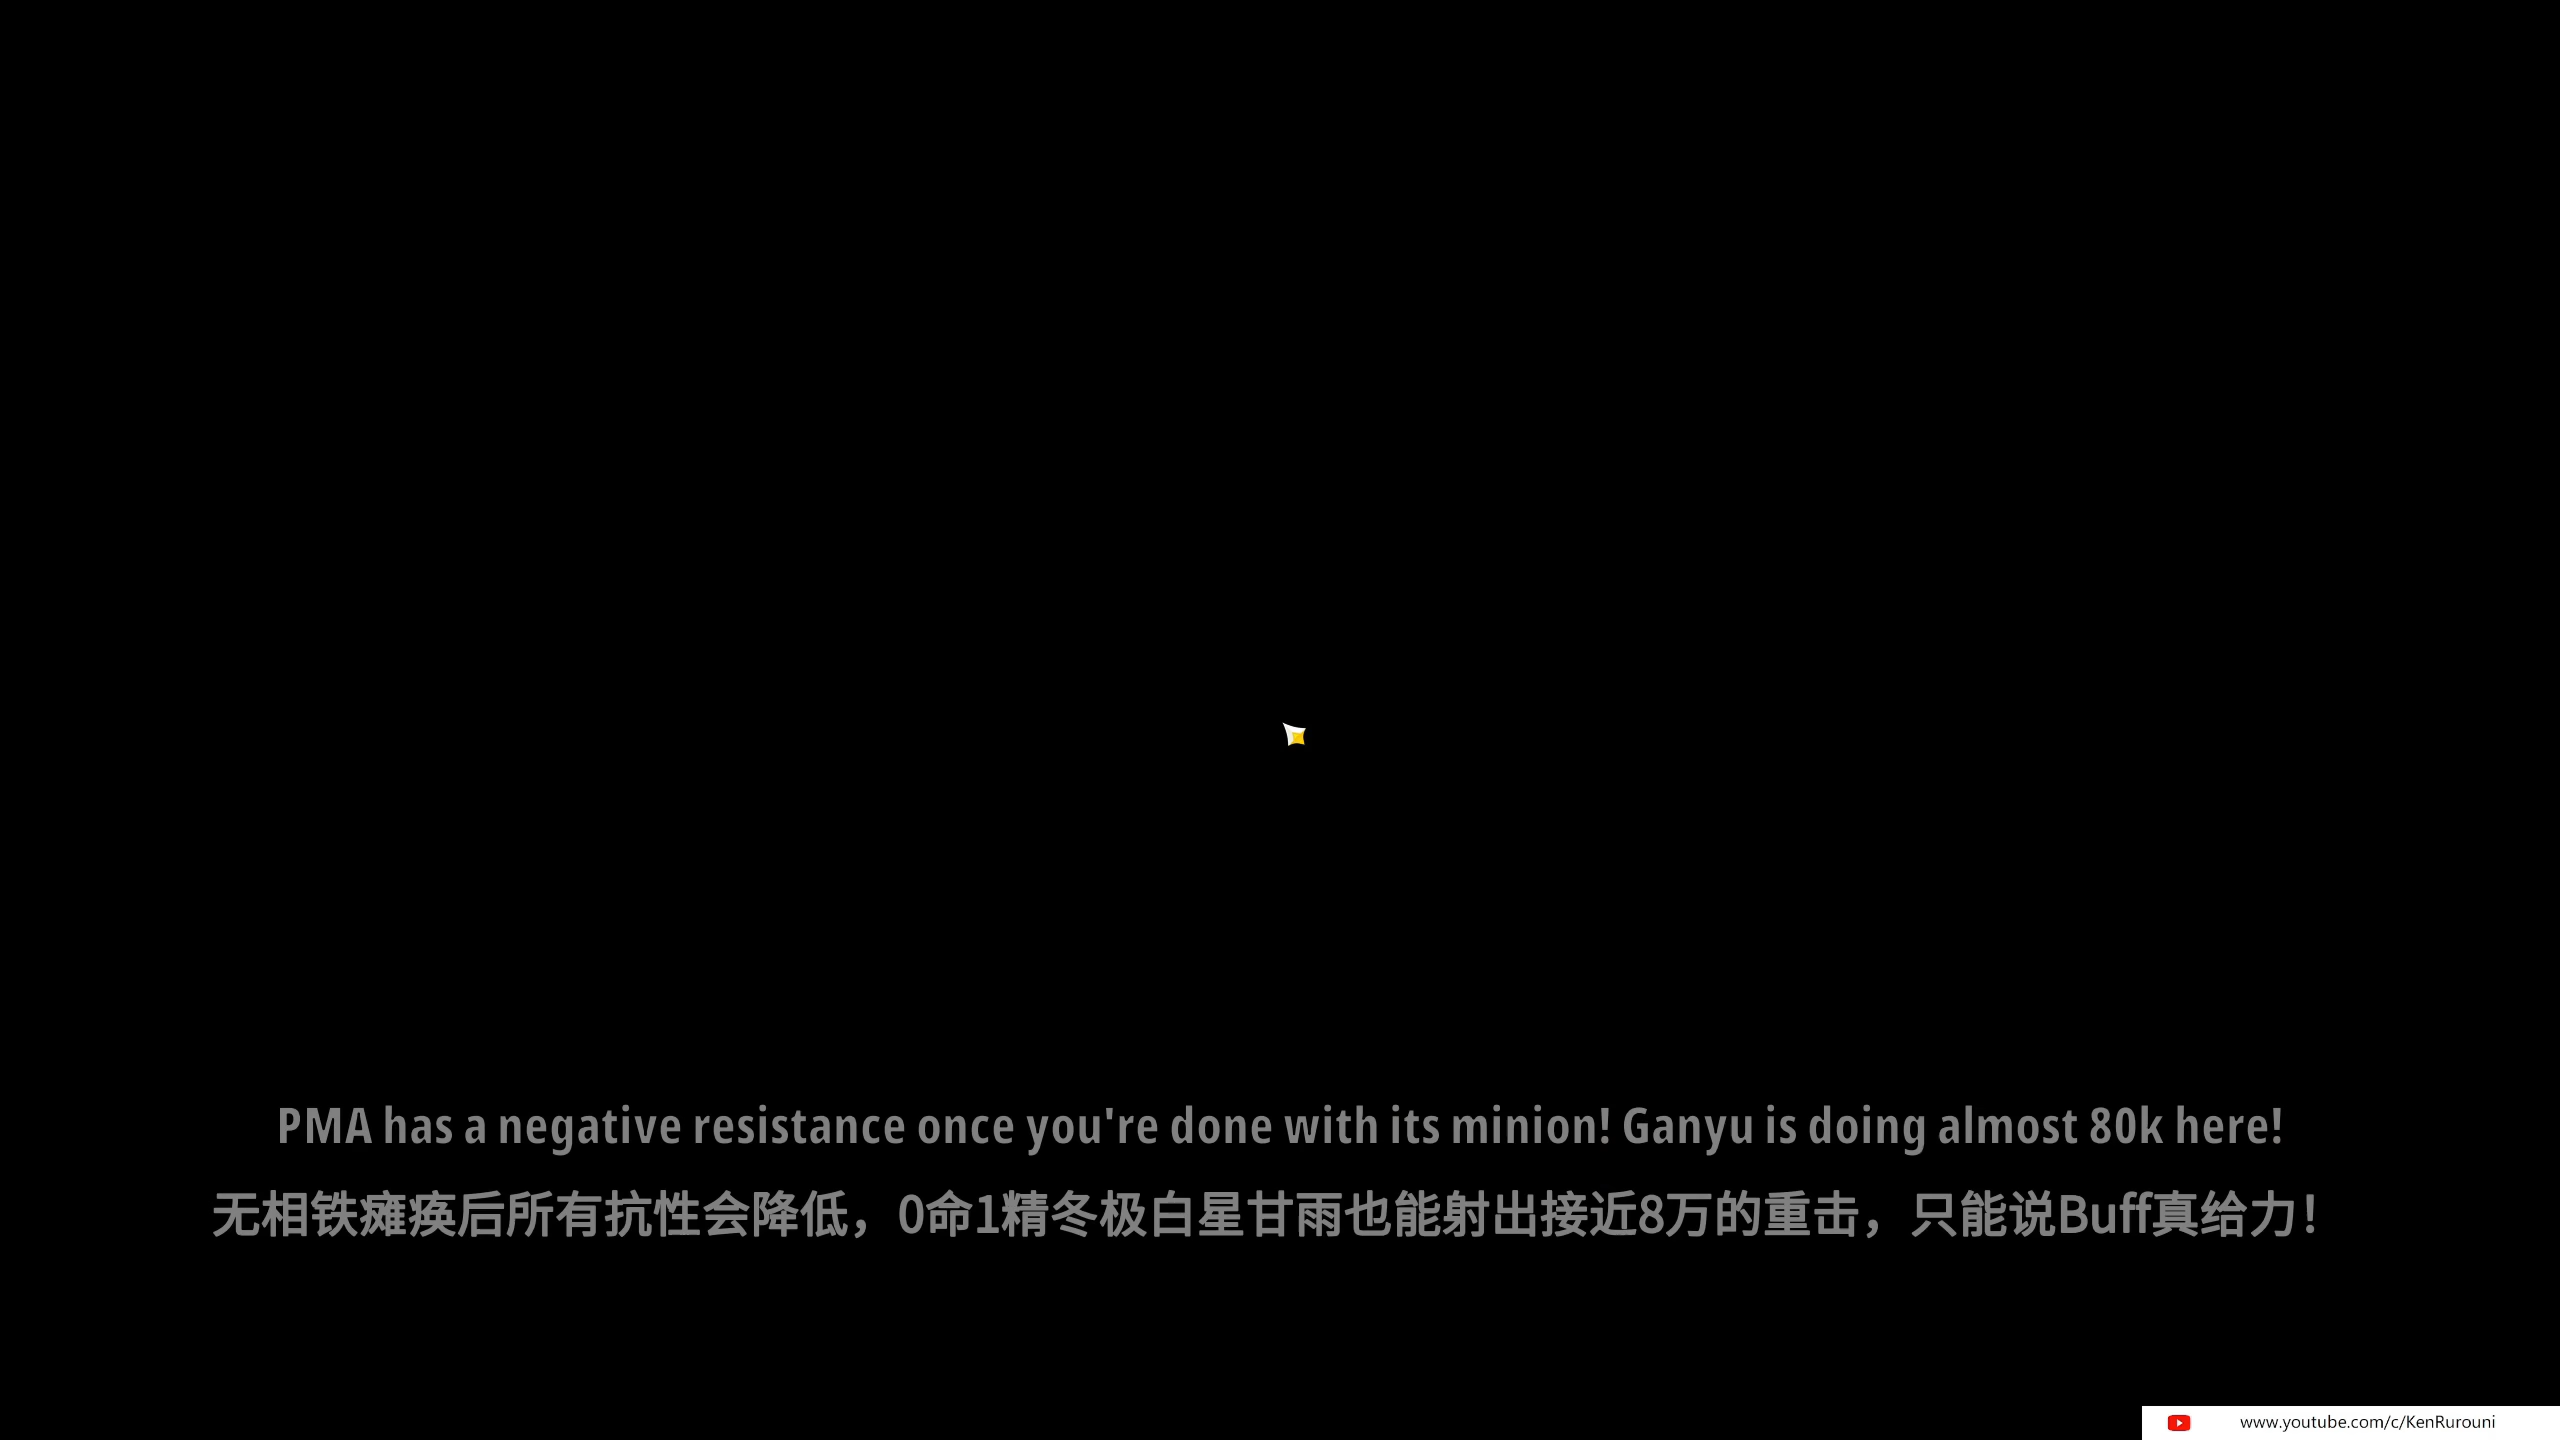 PMA has a negative resistance once you're done with its minion! Ganyu is doing almost 80k here!
无相铁瘫痪后所有抗性会降低，0命1精冬极白星甘雨也能射出接近8万的重击，只能说Buff真给力！
www.youtube.com/c/KenRurouni